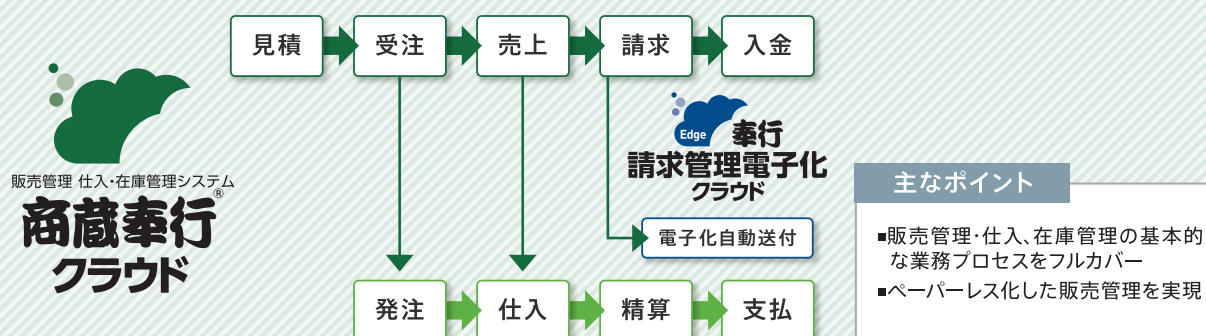 見積
受注
売上
請求
入金
販売管理 仕入・在庫管理システム
商蔵奉行®
クラウド
Edge 奉行
請求管理電子化
クラウド
電子化自動送付
発注
仕入
精算
支払
主なポイント
■販売管理・仕入、在庫管理の基本的
な業務プロセスをフルカバー
■ペーパーレス化した販売管理を実現